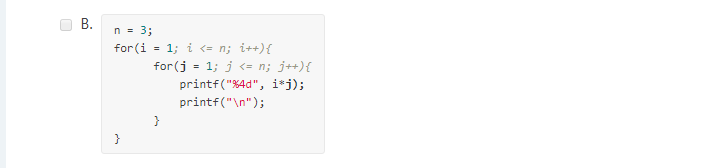 B.
n = 3;
for(i = 1; i <= n; i++){
for(j = 1; j <= n; j++){
printf("%4d", i*j);
printf("\n");
}
}